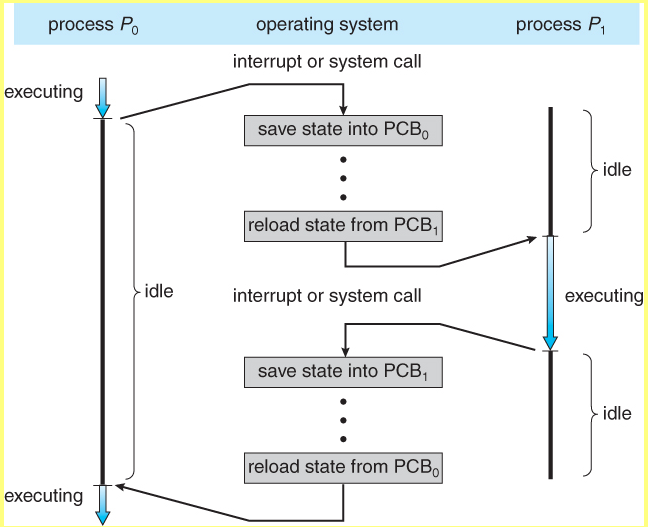 process P0
operating system
process P1
interrupt or system call
executing
save state into PCB0
idle
reload state from PCB1
idle
interrupt or system call
executing
save state into PCB1
idle
reload state from PCB0
executing